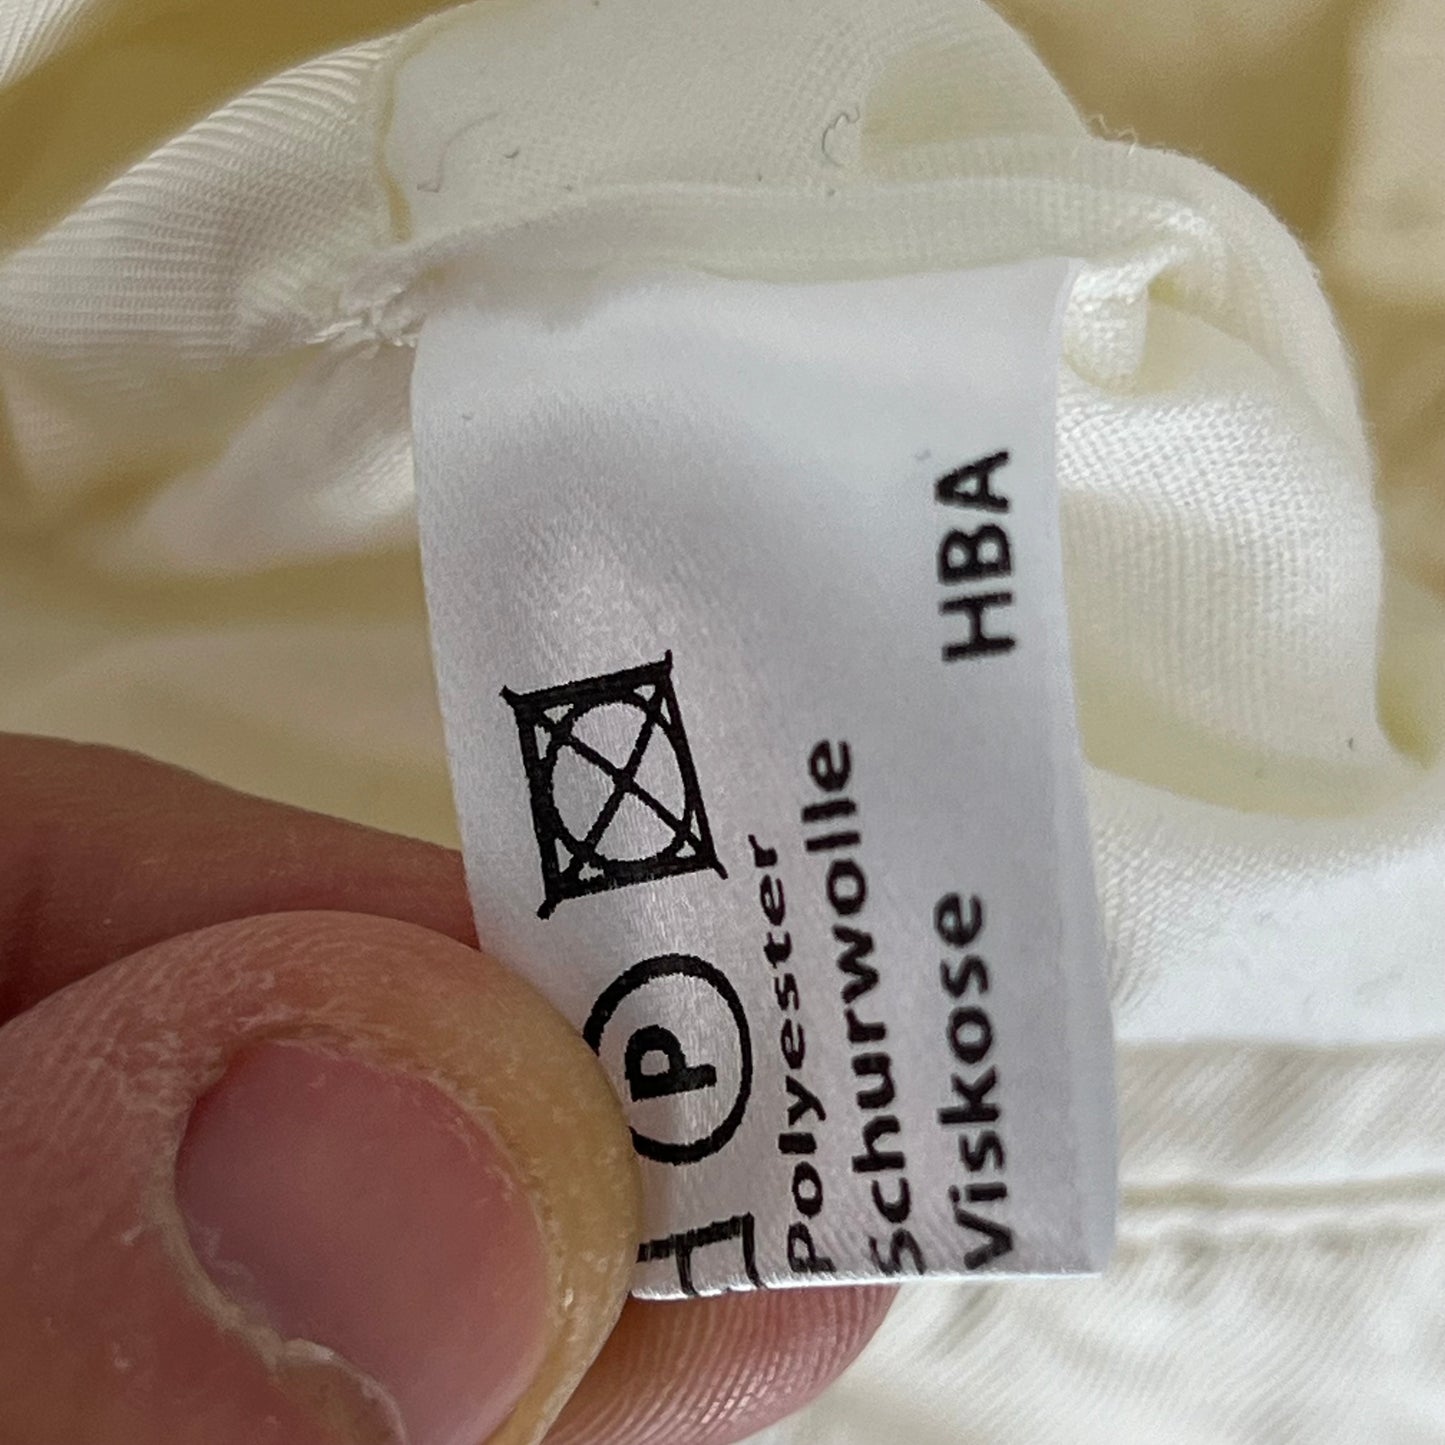 P
Polyester
Schurwolle
Viskose HBA